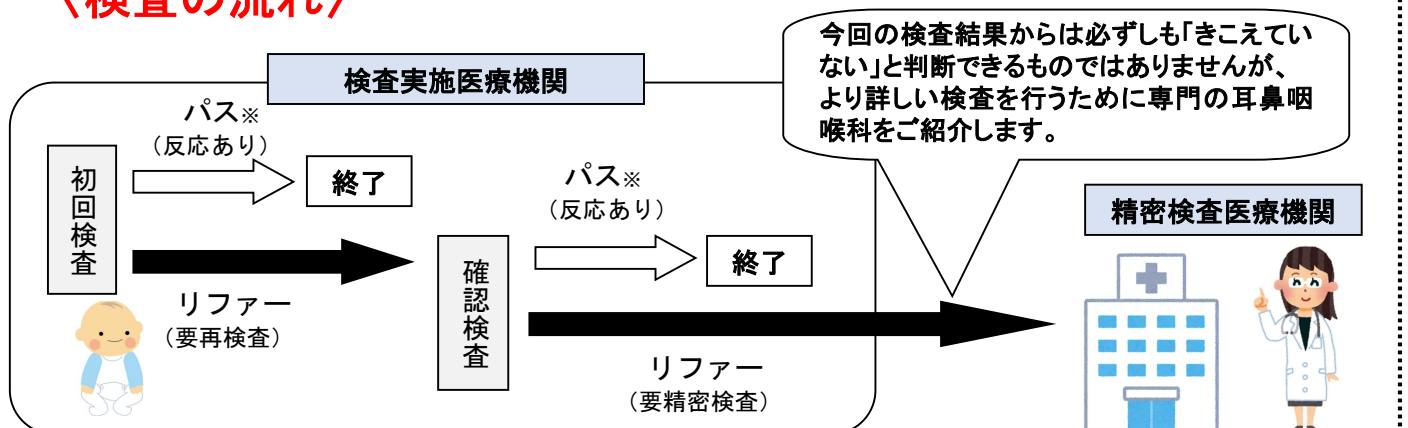 〈検査の流れ〉
検査実施医療機関
今回の検査結果からは必ずしも「きこえてい
ない」と判断できるものではありませんが、
より詳しい検査を行うために専門の耳鼻咽
喉科をご紹介します。
パス※
（反応あり）
初回検査
終了
リファー
（要再検査）
パス※
（反応あり）
確認検査
終了
リファー
（要精密検査）
精密検査医療機関